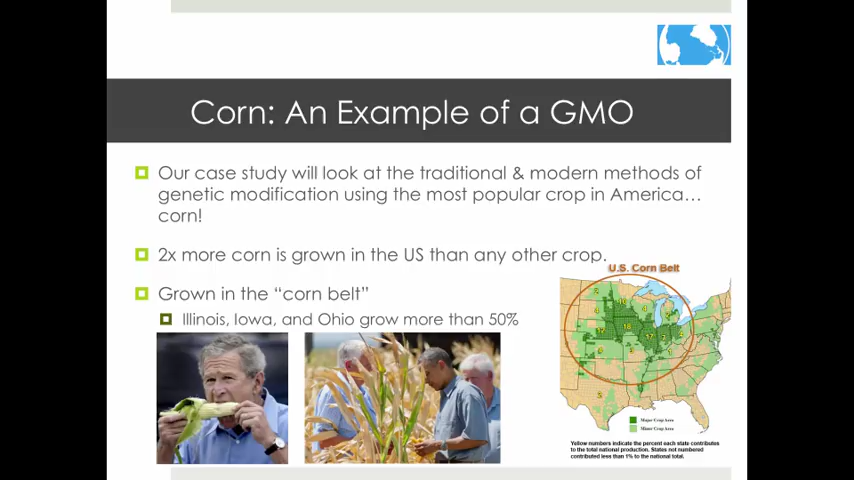 Corn: An Example of a GMO
Our case study will look at the traditional & modern methods of
genetic modification using the most popular crop in America…
corn!
2x more corn is grown in the US than any other crop.
Grown in the “corn belt”
Illinois, Iowa, and Ohio grow more than 50%
U.S. Corn Belt
18
17
Major Crop Area
Minor Crop Area
Yellow numbers indicate the percent each state contributes
to the total national production. States not numbered
contributed less than 1% to the national total.